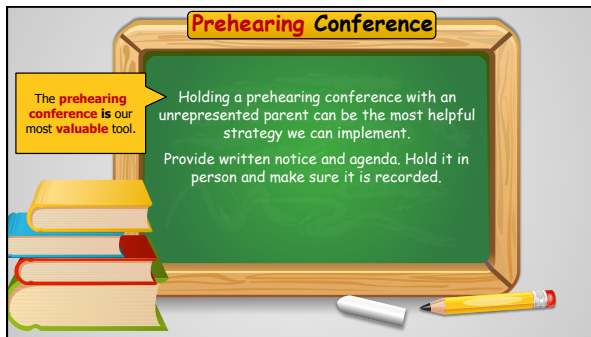 Prehearing Conference
The prehearing
conference is our
most valuable tool.
Holding a prehearing conference with an
unrepresented parent can be the most helpful
strategy we can implement.
Provide written notice and agenda. Hold it in
person and make sure it is recorded.